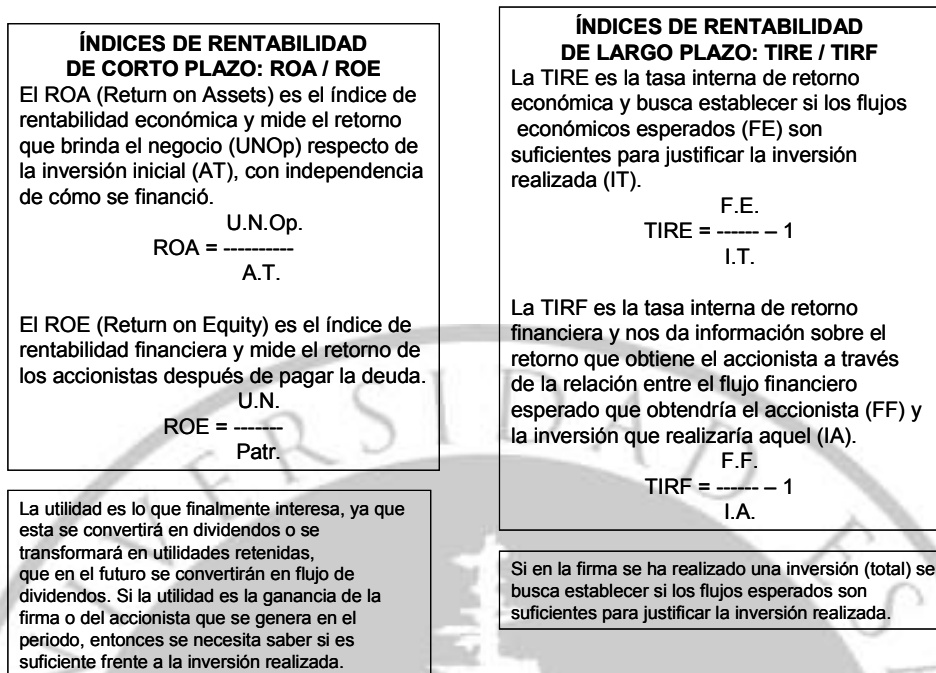 ÍNDICES DE RENTABILIDAD
DE CORTO PLAZO: ROA / ROE
El ROA (Return on Assets) es el índice de
rentabilidad económica y mide el retorno
que brinda el negocio (UNOp) respecto de
la inversión inicial (AT), con independencia
de cómo se financió.
U.N.Op.
ROA = ----------
A.T.
El ROE (Return on Equity) es el índice de
rentabilidad financiera y mide el retorno de
los accionistas después de pagar la deuda.
U.N.
ROE = -------
Patr.
La utilidad es lo que finalmente interesa, ya que
esta se convertirá en dividendos o se
transformará en utilidades retenidas,
que en el futuro se convertirán en flujo de
dividendos. Si la utilidad es la ganancia de la
firma o del accionista que se genera en el
periodo, entonces se necesita saber si es
suficiente frente a la inversión realizada.
ÍNDICES DE RENTABILIDAD
DE LARGO PLAZO: TIRE / TIRF
La TIRE es la tasa interna de retorno
económica y busca establecer si los flujos
económicos esperados (FE) son
suficientes para justificar la inversión
realizada (IT).
F.E.
TIRE = ------ – 1
I.T.
La TIRF es la tasa interna de retorno
financiera y nos da información sobre el
retorno que obtiene el accionista a través
de la relación entre el flujo financiero
esperado que obtendría el accionista (FF) y
la inversión que realizaría aquel (IA).
F.F.
TIRF = ------ – 1
I.A.
Si en la firma se ha realizado una inversión (total) se
busca establecer si los flujos esperados son
suficientes para justificar la inversión realizada.